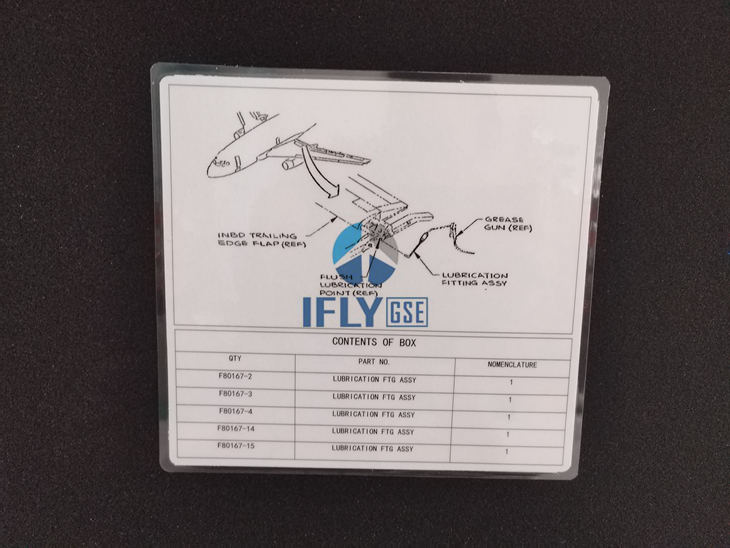 INBD TRAILING
EDGE FLAP (REF)
GREASE
GUN (REF)
FLUSH
LUBRICATION
POINT (REF)
LUBRICATION
FITTING ASSY
IFLY GSE
CONTENTS OF BOX
QTY PART NO. NOMENCLATURE
F80167-2 LUBRICATION FTG ASSY 1
F80167-3 LUBRICATION FTG ASSY 1
F80167-4 LUBRICATION FTG ASSY 1
F80167-14 LUBRICATION FTG ASSY 1
F80167-15 LUBRICATION FTG ASSY 1